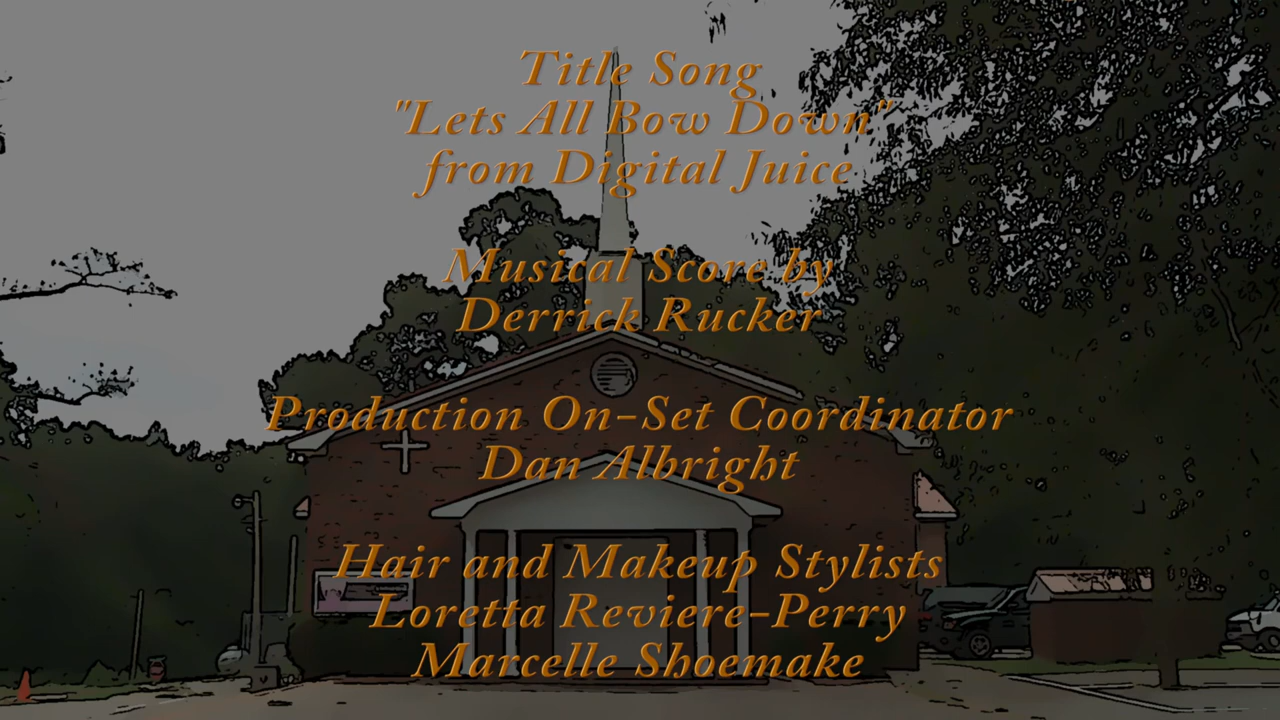 Title Song
"Lets All Bow Down"
from Digital Juice
Musical Score by
Derrick Rucker
Production On-Set Coordinator
Dan Albright
Hair and Makeup Stylists
Loretta Reviere-Perry
Marcelle Shoemake